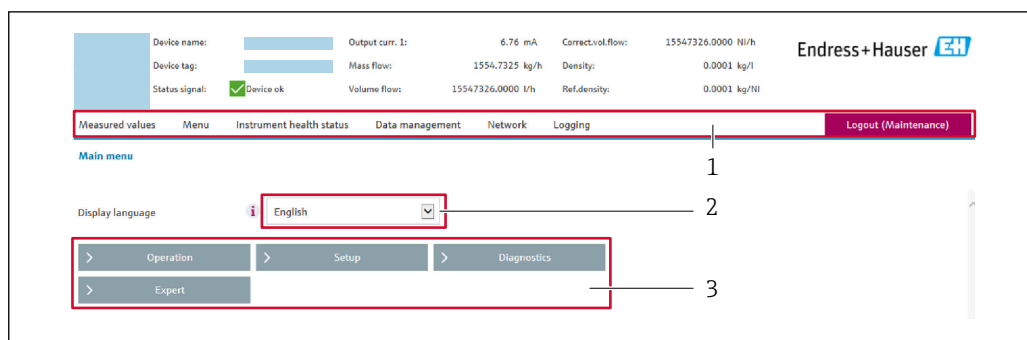 Device name: Output curr. 1: 6.76 mA Correct.vol.flow: 15547326.0000 Nl/h
Endress+Hauser EH
Device tag: Mass flow: 1554.7325 kg/h Density: 0.0001 kg/l
Status signal: Device ok Volume flow: 15547326.0000 l/h Ref.density: 0.0001 kg/Nl
Measured values Menu Instrument health status Data management Network Logging Logout (Maintenance)
Main menu 1
Display language i English 2
> Operation > Setup > Diagnostics
> Expert 3